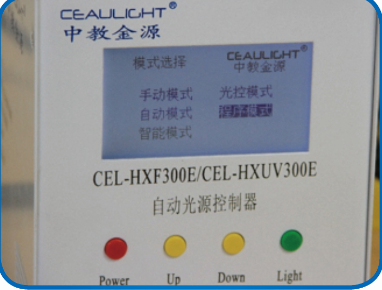 CEAULIGHT®
中教金源
模式选择
CEAULIGHT®
中教金源
手动模式 光控模式
自动模式 程序模式
智能模式
CEL-HXF300E/CEL-HXUV300E
自动光源控制器
Power Up Down Light